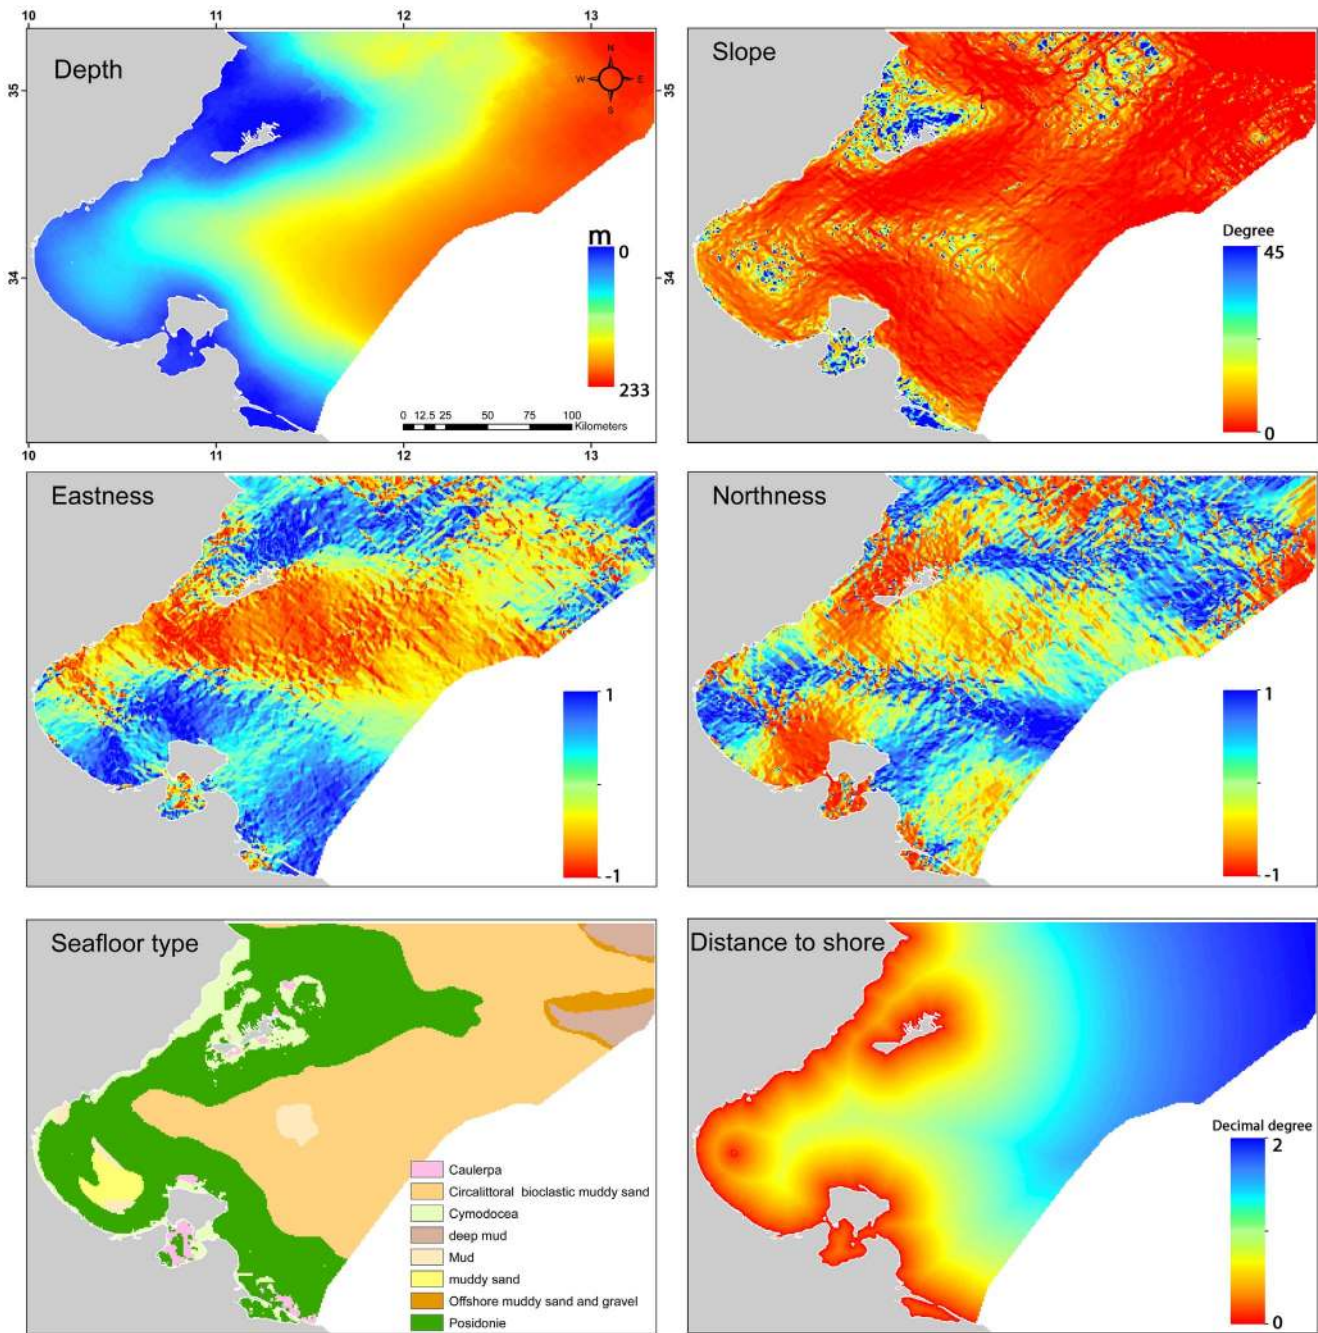 10 11 12 13
Depth
N
W E
S
35
34
m
0
233
0 12.5 25 50 75 100
Kilometers
10 11 12 13
Slope
35
34
Degree
45
0
Eastness
1
-1
Northness
1
-1
Seafloor type
Caulerpa
Circalittoral bioclastic muddy sand
Cymodocea
deep mud
Mud
muddy sand
Offshore muddy sand and gravel
Posidonie
Distance to shore
Decimal degree
2
0